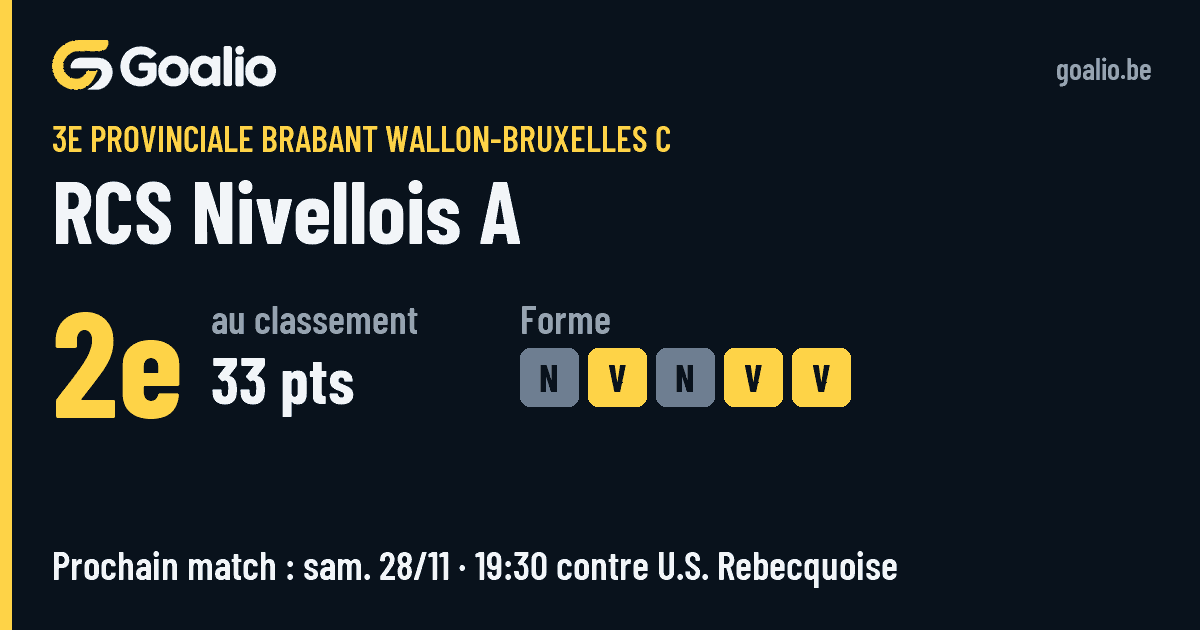 Goalio
goalio.be
3E PROVINCIALE BRABANT WALLON-BRUXELLES C
RCS Nivellois A
2e
au classement
33 pts
Forme
N V N V V
Prochain match : sam. 28/11 · 19:30 contre U.S. Rebecquoise